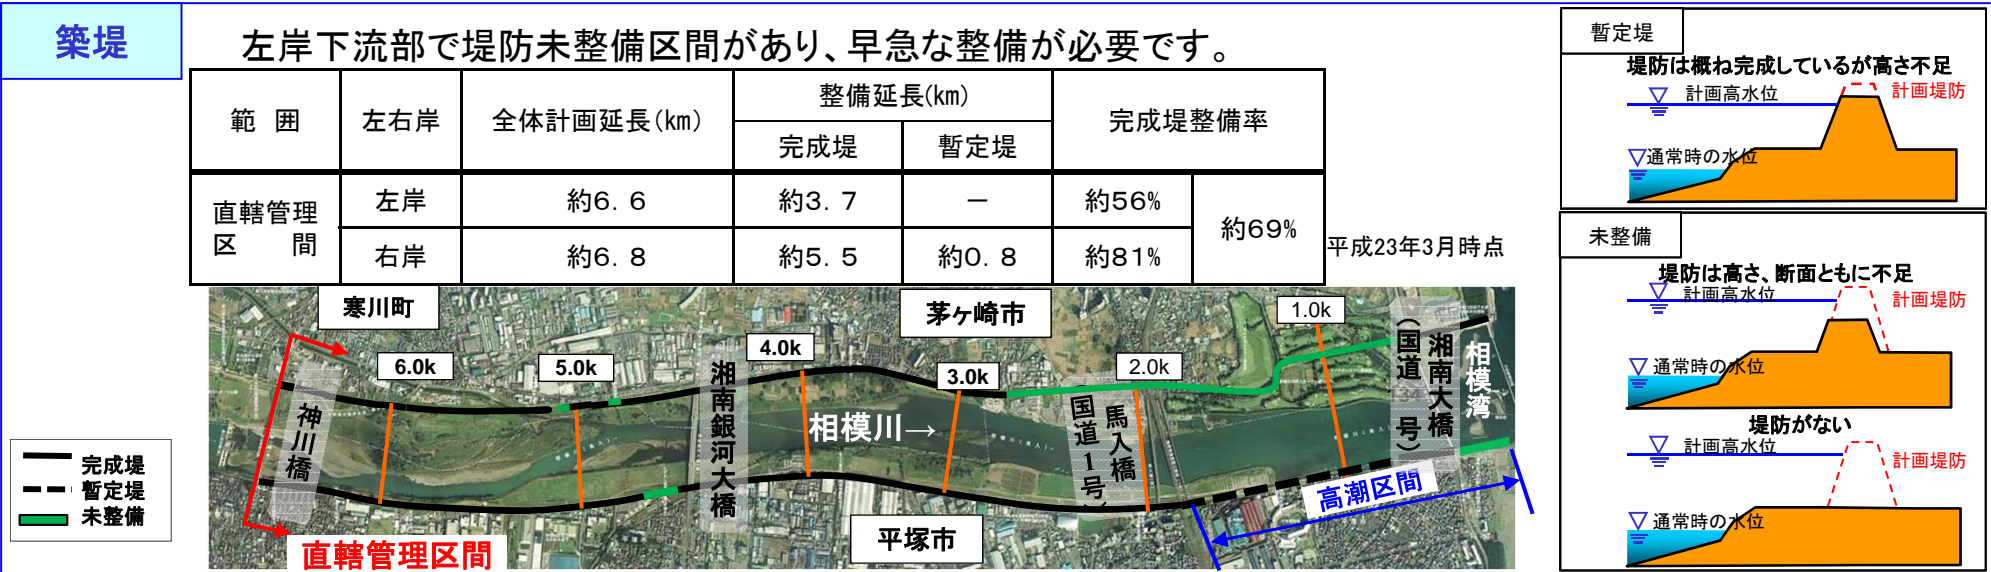 築堤
左岸下流部で堤防未整備区間があり、早急な整備が必要です。
範 囲
左右岸
全体計画延長(km)
整備延長(km)
完成堤整備率
完成堤
暫定堤
直轄管理
区 間
左岸
約6.6
約3.7
―
約56%
約69%
右岸
約6.8
約5.5
約0.8
約81%
平成23年3月時点
寒川町
茅ヶ崎市
平塚市
6.0k
5.0k
4.0k
3.0k
2.0k
1.0k
神川橋
湘南銀河大橋
相模川→
馬入橋
(国道1号)
湘南大橋
相模湾
高潮区間
直轄管理区間
完成堤
暫定堤
未整備
暫定堤
堤防は概ね完成しているが高さ不足
計画高水位
計画堤防
通常時の水位
未整備
堤防は高さ、断面ともに不足
計画高水位
計画堤防
通常時の水位
堤防がない
計画高水位
計画堤防
通常時の水位